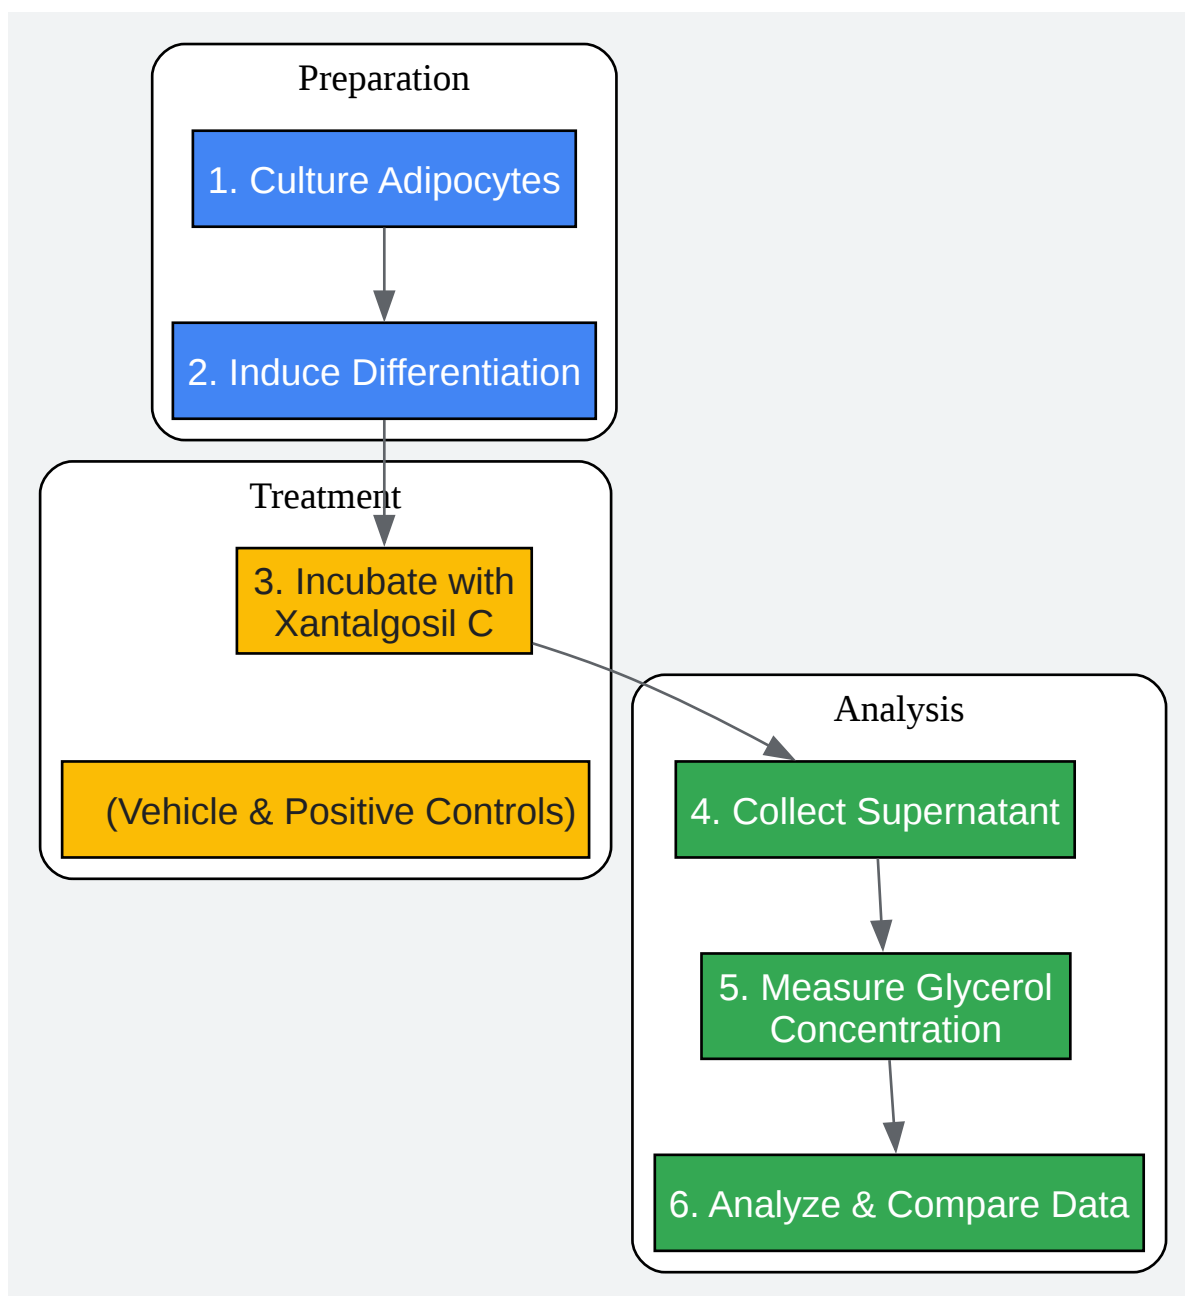 Preparation
1. Culture Adipocytes
2. Induce Differentiation
Treatment
3. Incubate with
Xantalgosil C
(Vehicle & Positive Controls)
Analysis
4. Collect Supernatant
5. Measure Glycerol
Concentration
6. Analyze & Compare Data